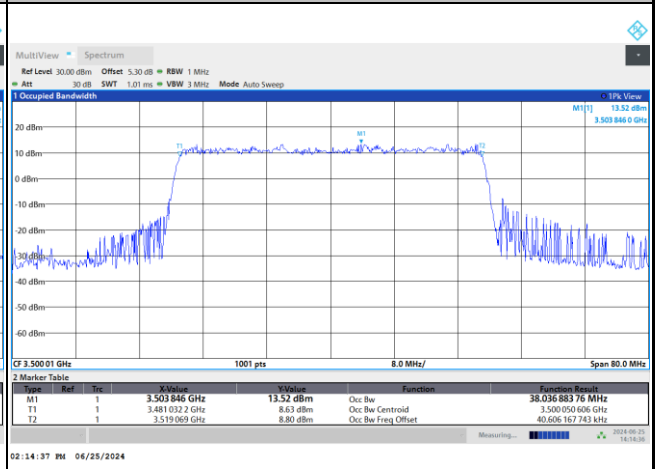 MultiView Spectrum
Ref Level 30.00 dBm Offset 5.30 dB RBW 1 MHz
Att 30 dB SWT 1.01 ms VBW 3 MHz Mode Auto Sweep
1 Occupied Bandwidth 1Pk View
M1[1] 13.52 dBm
3.503 846 0 GHz
20 dBm
M1
T1 T2
10 dBm
0 dBm
-10 dBm
-20 dBm
-30 dBm
-40 dBm
-50 dBm
-60 dBm
CF 3.500 01 GHz 1001 pts 8.0 MHz/ Span 80.0 MHz
2 Marker Table
Type Ref Trc X-Value Y-Value Function Function Result
M1 1 3.503 846 GHz 13.52 dBm Occ Bw 38.036 883 76 MHz
T1 1 3.481 032 2 GHz 8.63 dBm Occ Bw Centroid 3.500 050 606 GHz
T2 1 3.519 069 GHz 8.80 dBm Occ Bw Freq Offset 40.606 167 743 kHz
Measuring... 2024-06-25
14:14:36
02:14:37 PM 06/25/2024